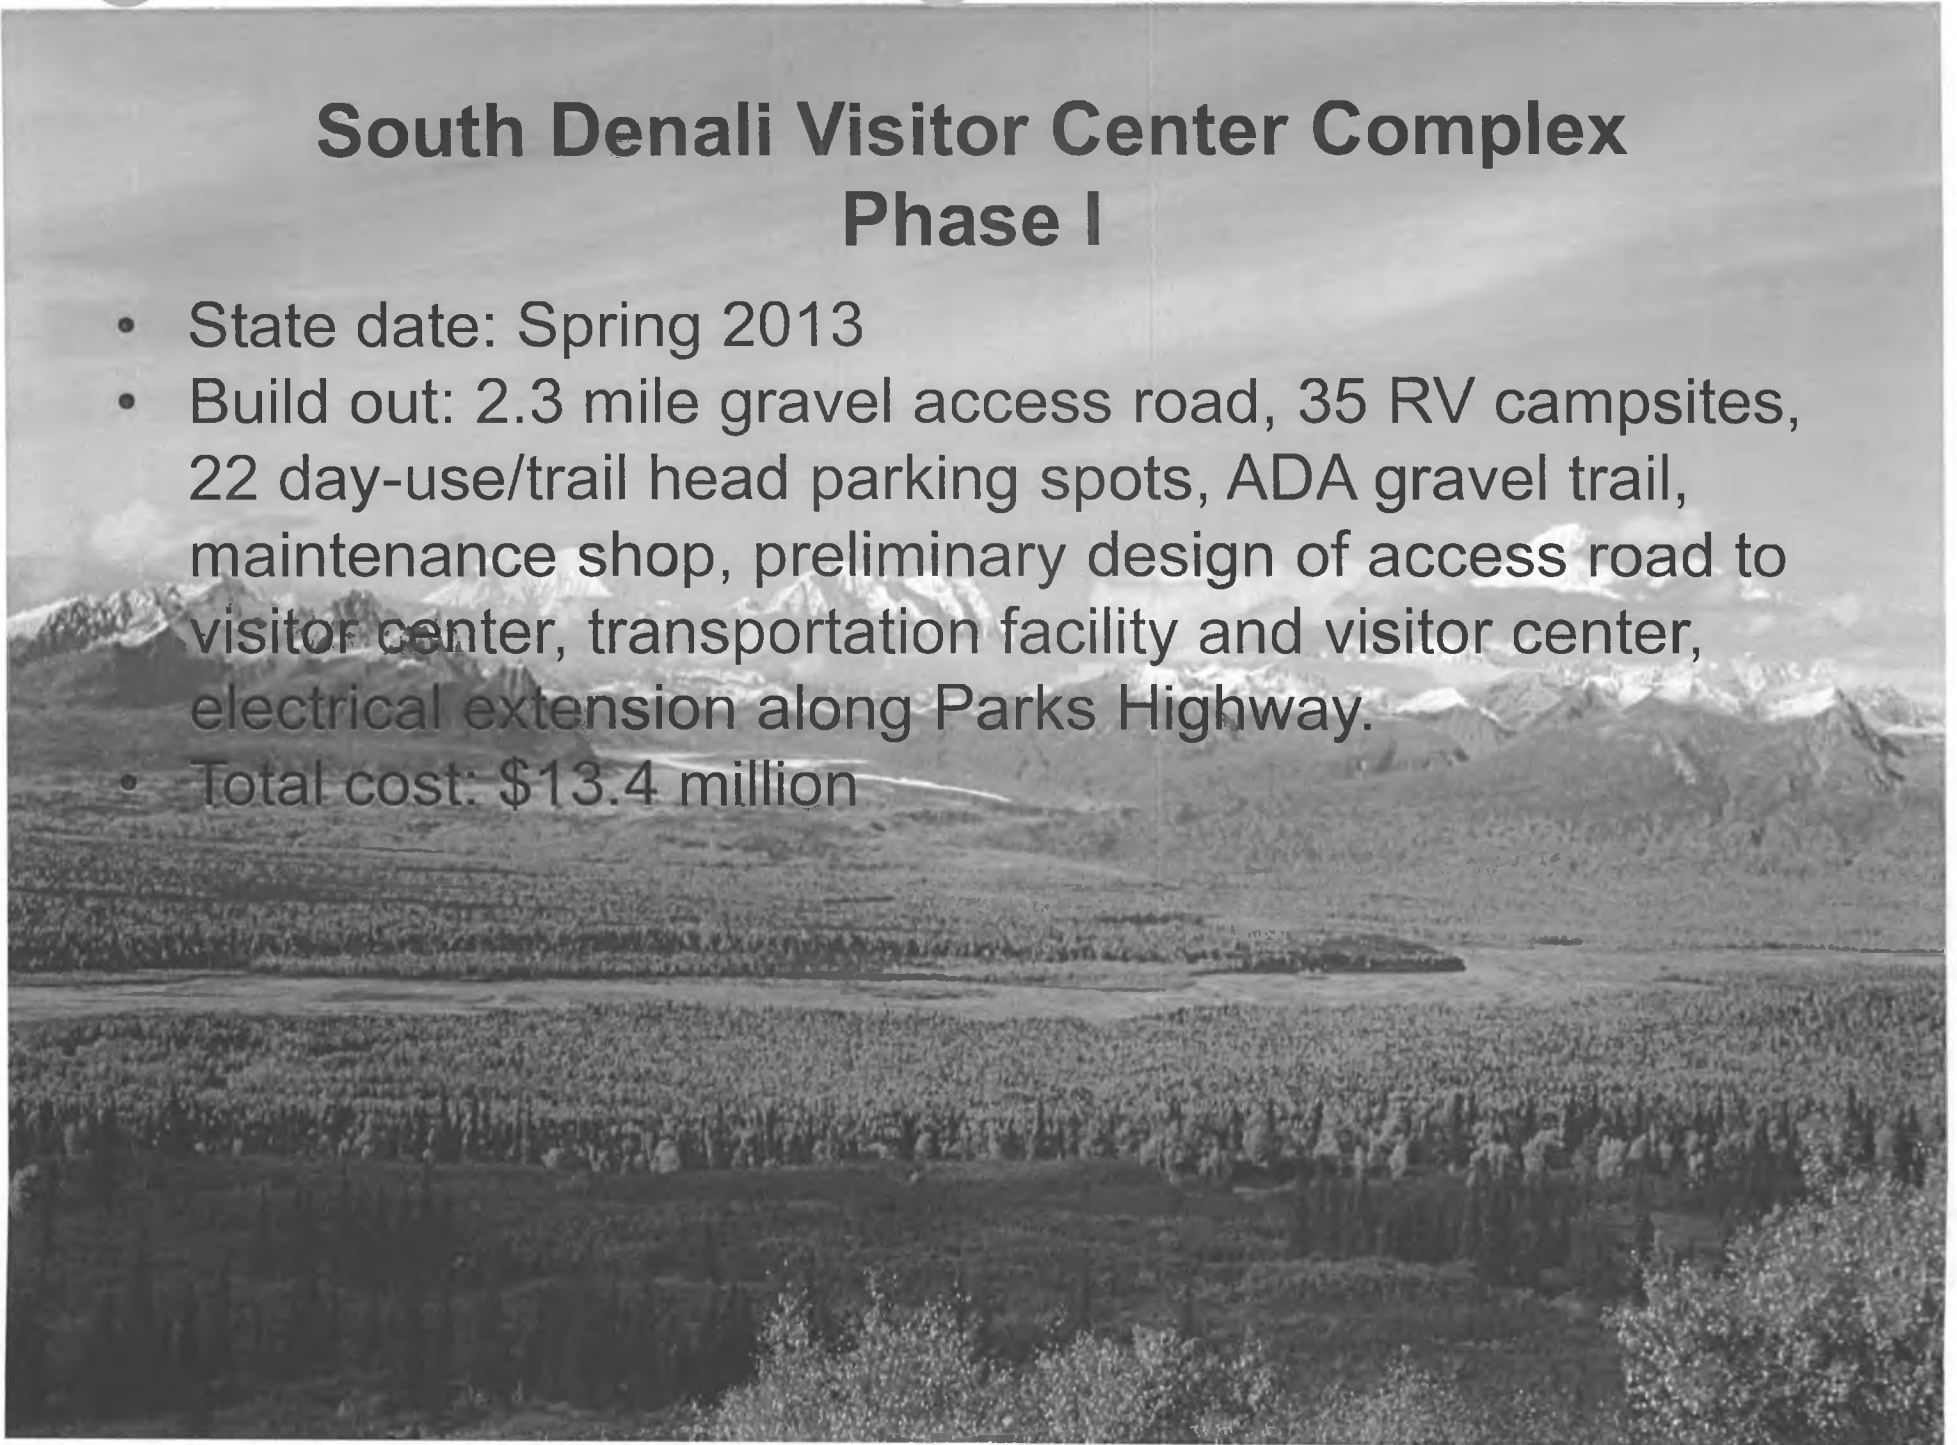 South Denali Visitor Center Complex
Phase I
• State date: Spring 2013
• Build out: 2.3 mile gravel access road, 35 RV campsites,
22 day-use/trail head parking spots, ADA gravel trail,
maintenance shop, preliminary design of access road to
visitor center, transportation facility and visitor center,
electrical extension along Parks Highway.
• Total cost: $13.4 million